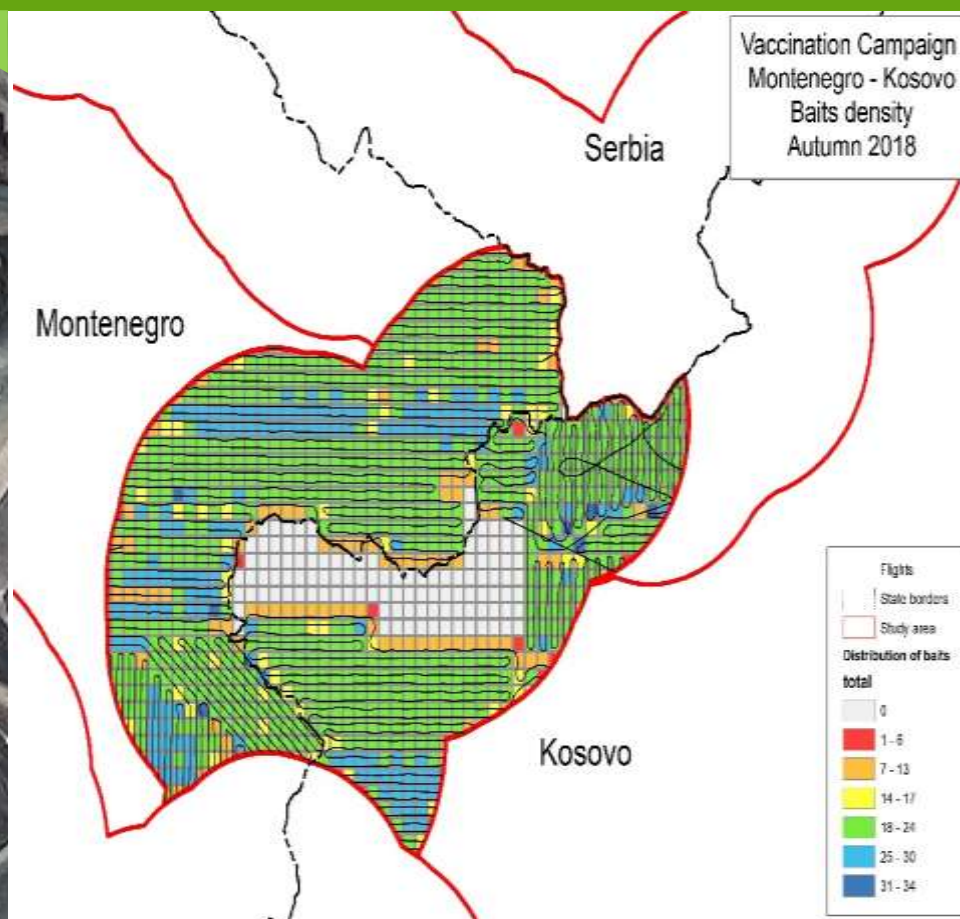 Vaccination Campaign
Montenegro - Kosovo
Baits density
Autumn 2018
Serbia
Montenegro
Kosovo
Flights
State borders
Study area
Distribution of baits
total
0
1 - 6
7 - 13
14 - 17
18 - 24
25 - 30
31 - 34